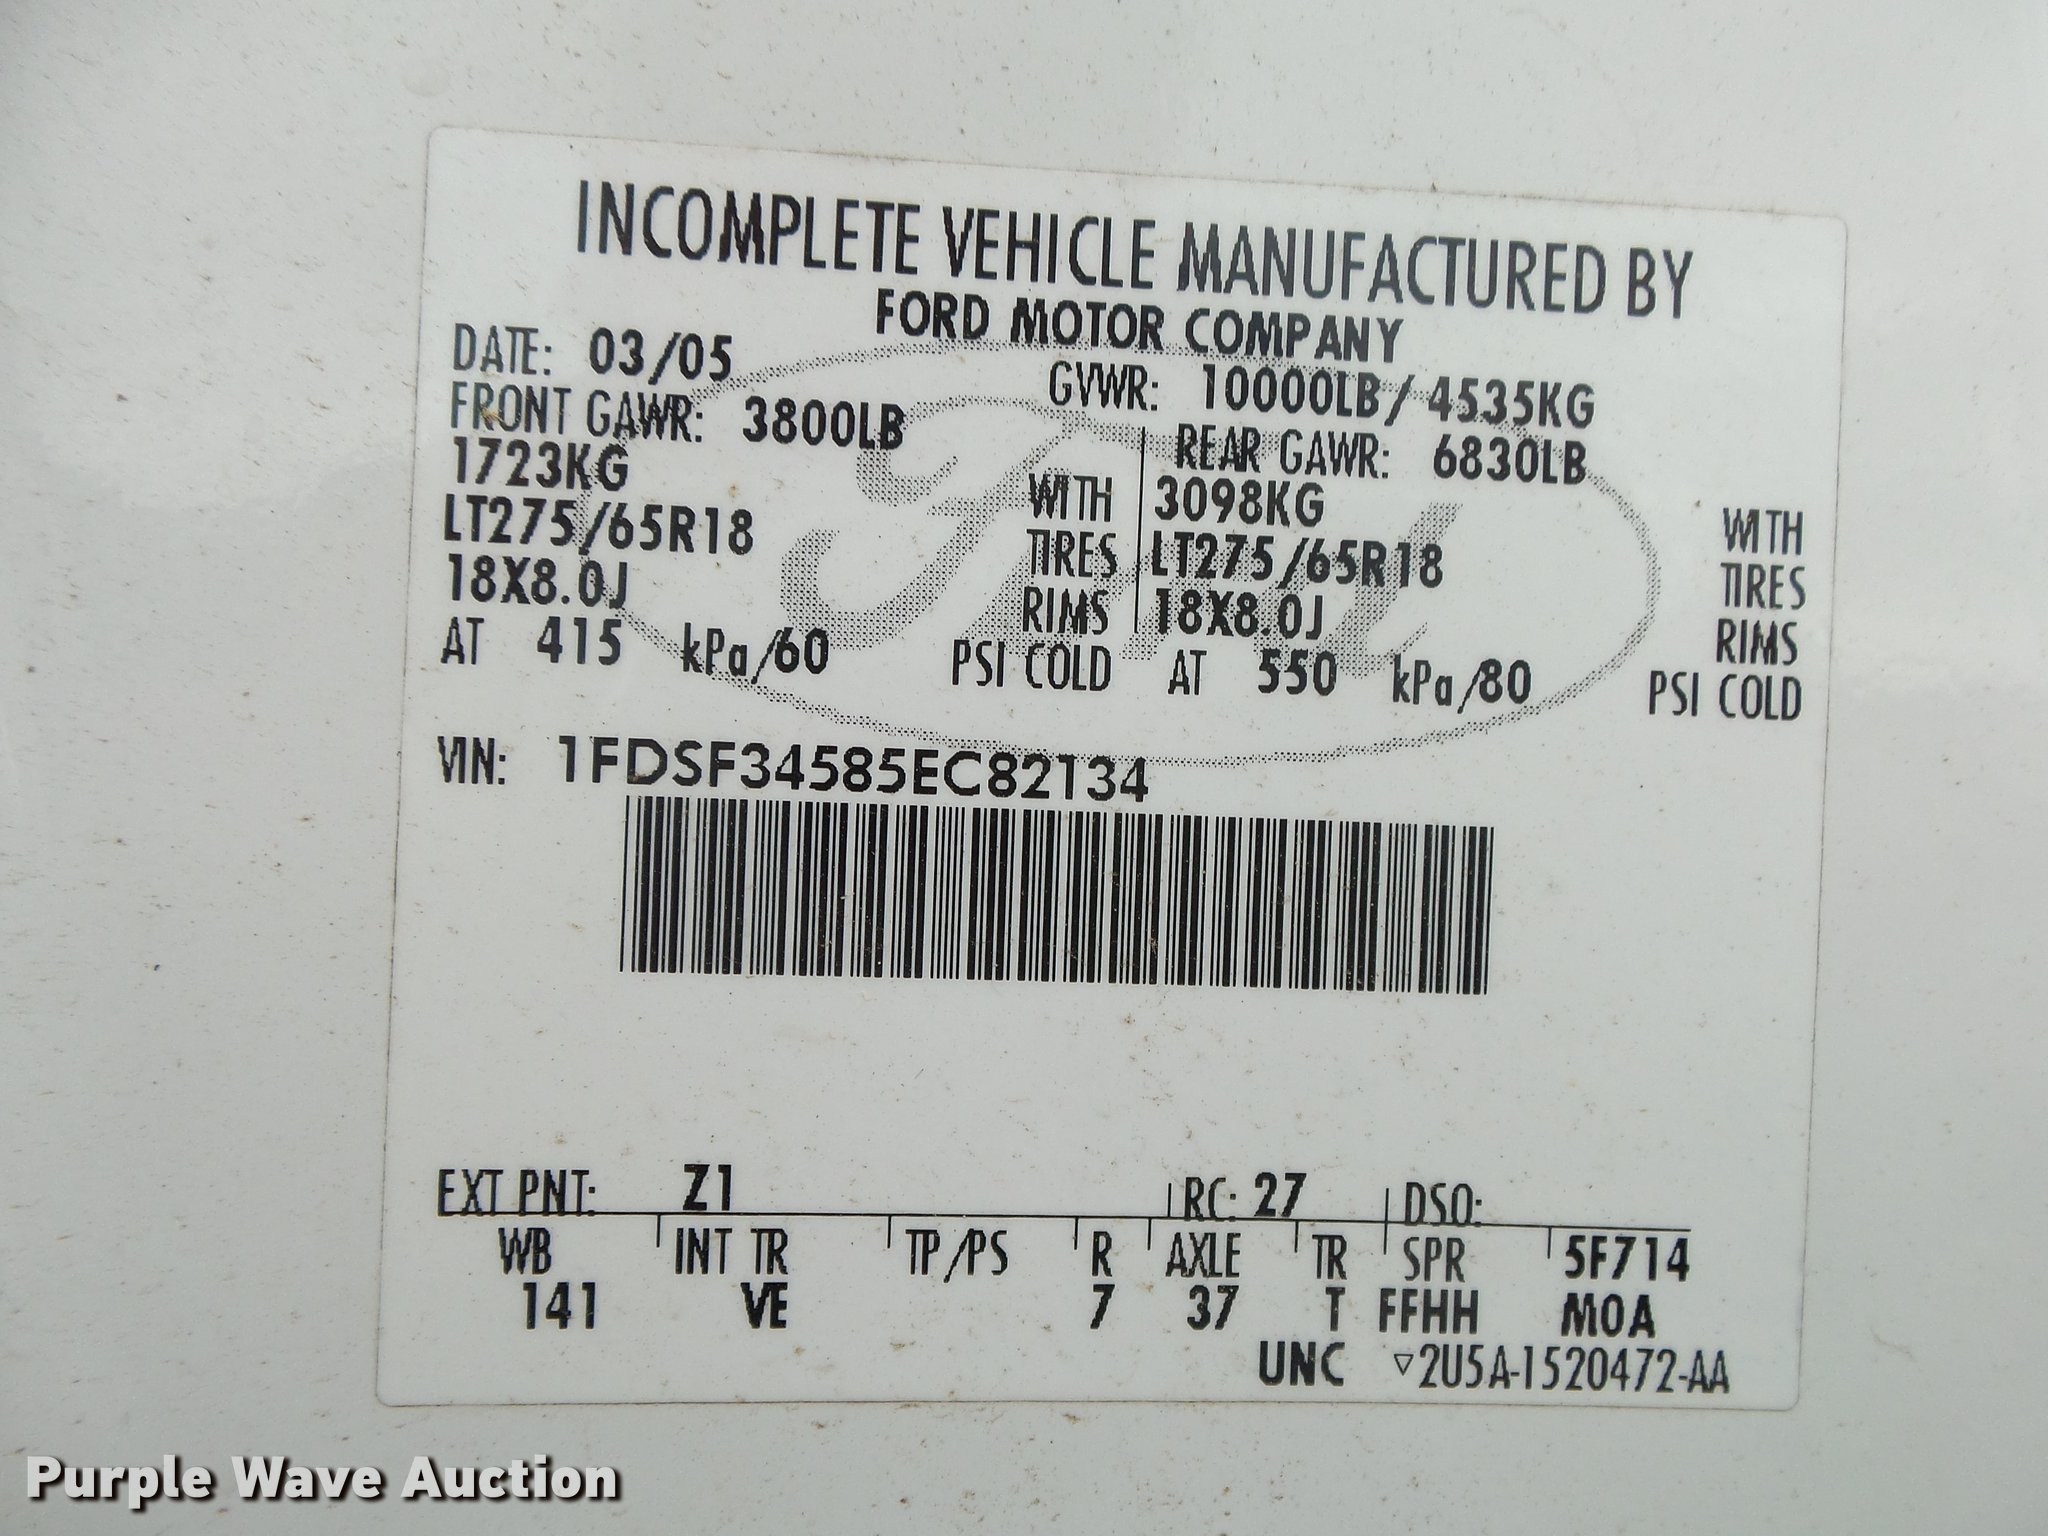 INCOMPLETE VEHICLE MANUFACTURED BY
FORD MOTOR COMPANY
DATE: 03/05
GVWR: 10000LB/ 4535KG
FRONT GAWR: 3800LB
1723KG
WITH
LT275/65R18
TIRES
18X8.0J
RIMS
AT 415 kPa/60 PSI COLD
REAR GAWR: 6830LB
3098KG
WITH
LT275/65R18
TIRES
18X8.0J
RIMS
AT 550 kPa/80 PSI COLD
VIN: 1FDSF34585EC82134
EXT PNT: Z1 RC: 27 DSO:
WB INT TR TP/PS R AXLE TR SPR 5F714
141 VE 7 37 T FFHH MOA
UNC ▽2U5A-1520472-AA
Purple Wave Auction